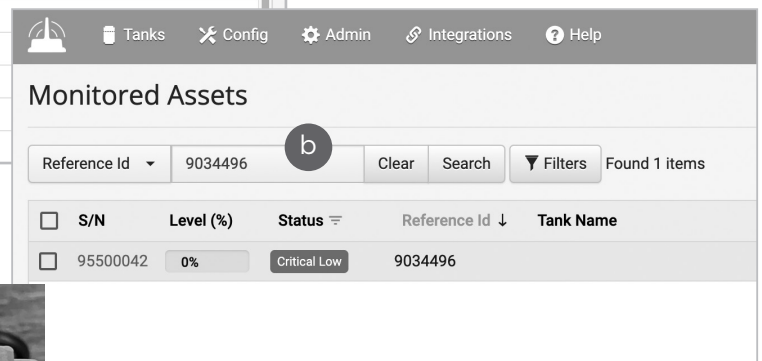 Tanks Config Admin Integrations Help
Monitored Assets
b
Reference Id 9034496 Clear Search Filters Found 1 items
S/N Level (%) Status Reference Id ↓ Tank Name
95500042 0% Critical Low 9034496